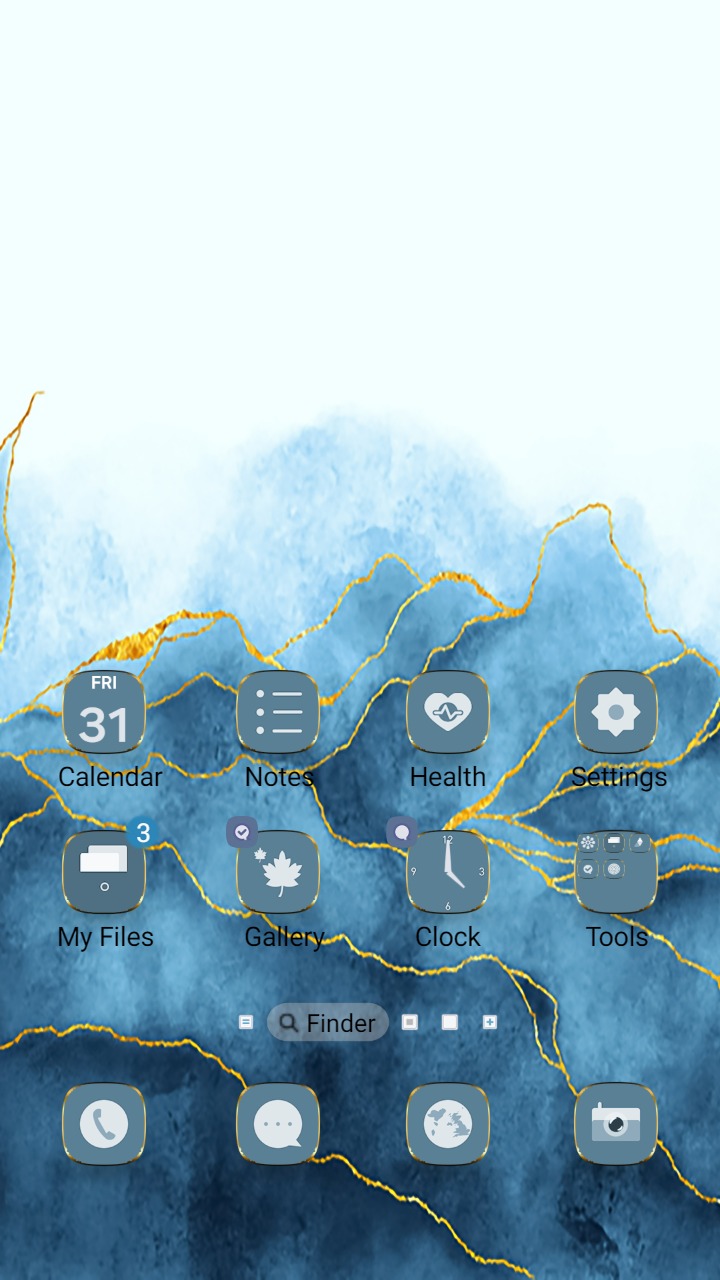 FRI
31
Calendar
Notes
Health
Settings
3
12
9
3
6
My Files
Gallery
Clock
Tools
Finder